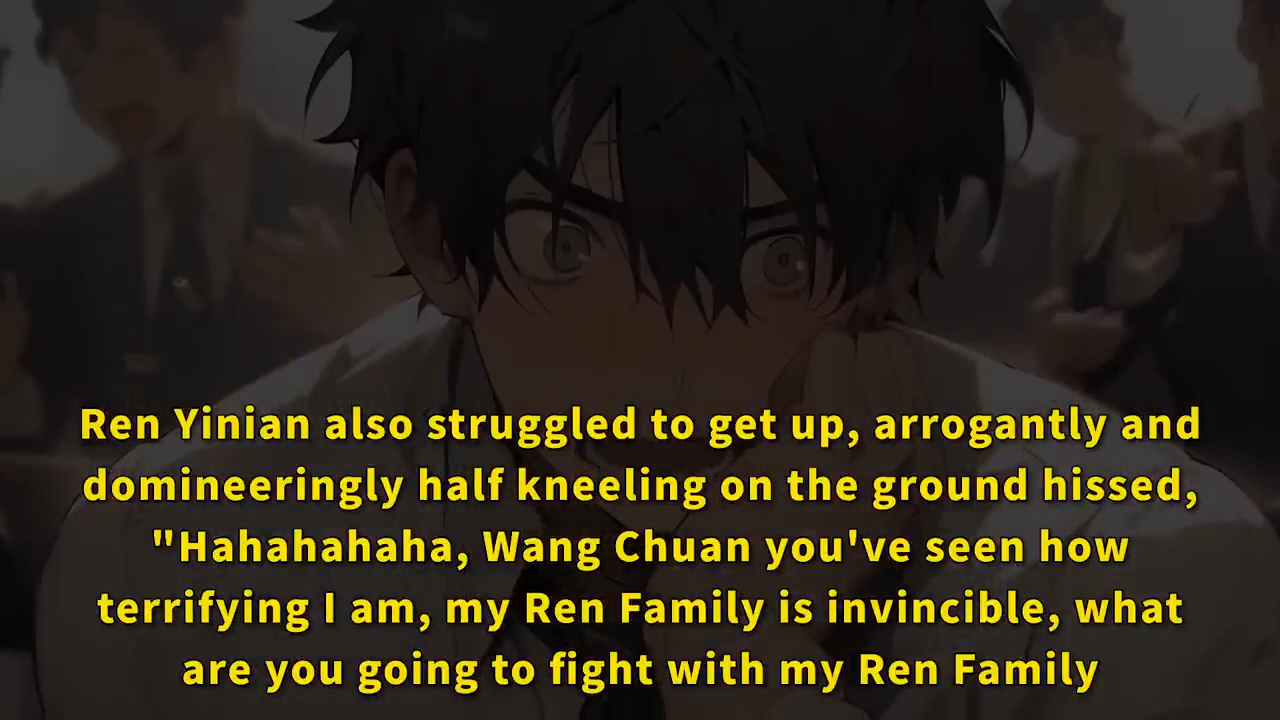 Ren Yinian also struggled to get up, arrogantly and
domineeringly half kneeling on the ground hissed,
"Hahahahaha, Wang Chuan you've seen how
terrifying I am, my Ren Family is invincible, what
are you going to fight with my Ren Family